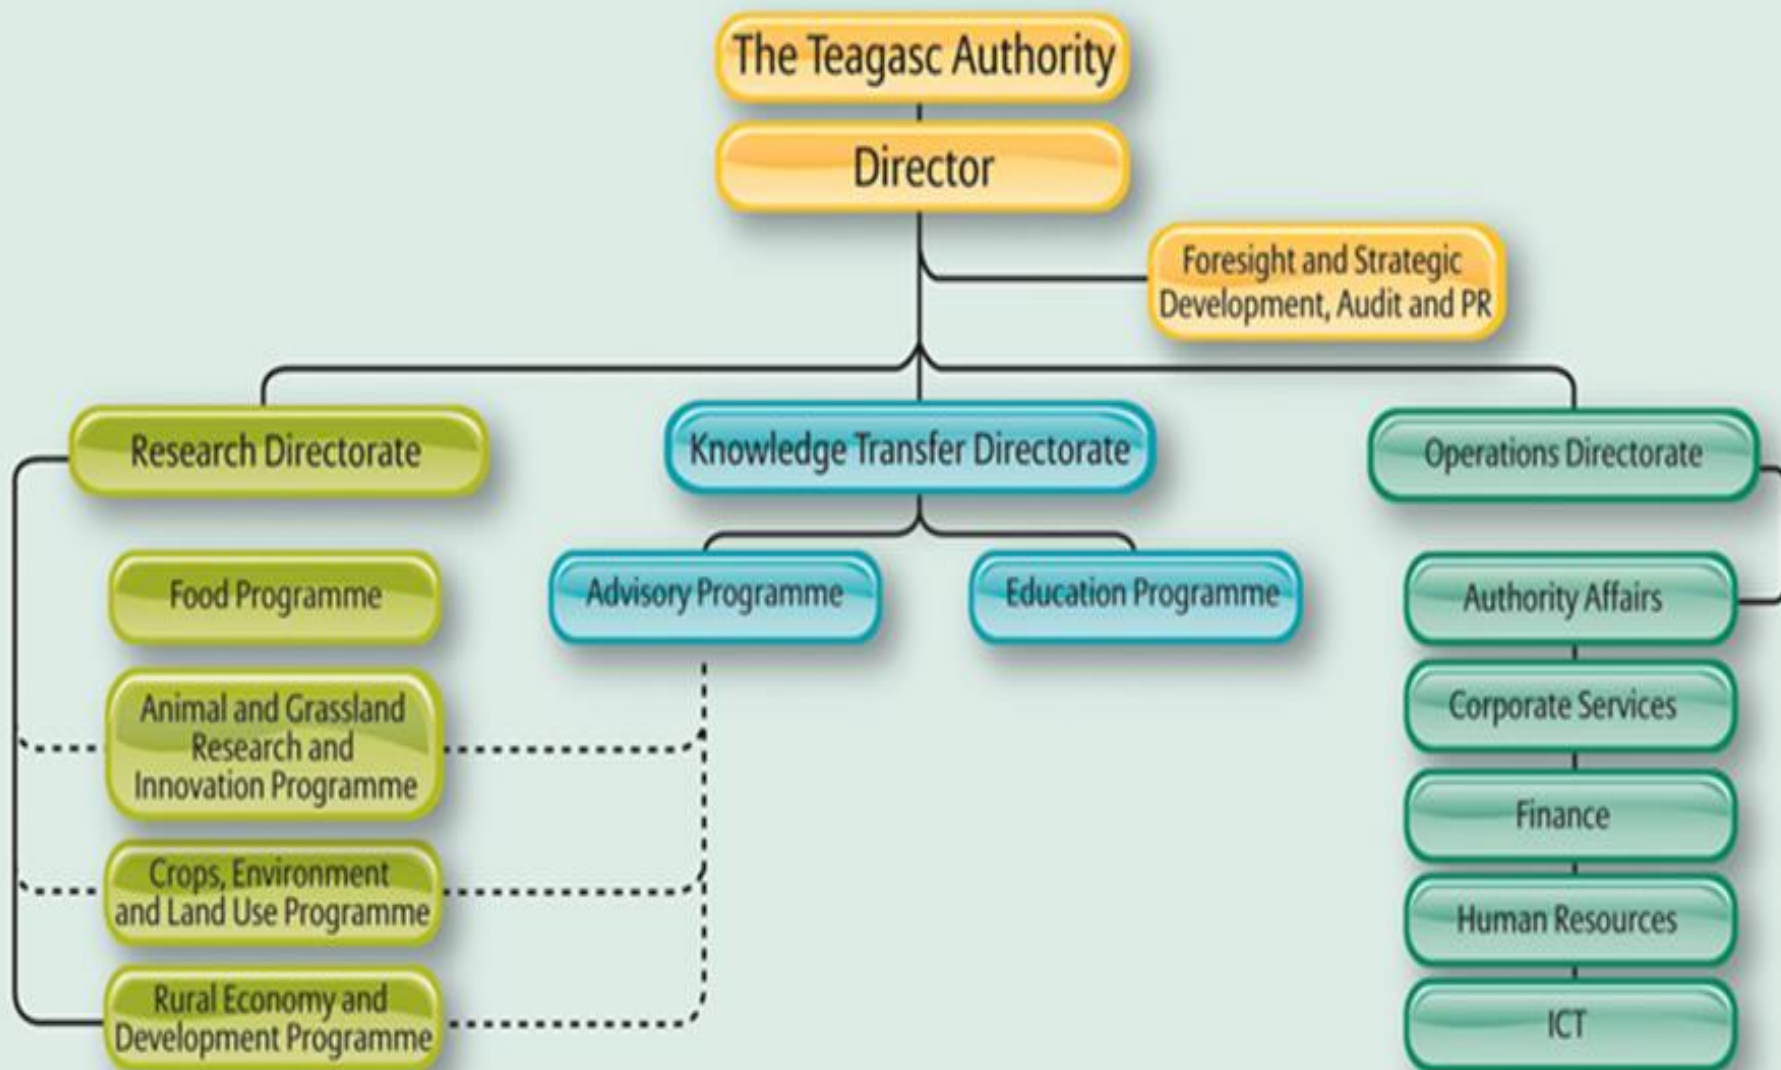 The Teagasc Authority
Director
Foresight and Strategic
Development, Audit and PR
Research Directorate
Knowledge Transfer Directorate
Operations Directorate
Food Programme
Advisory Programme
Education Programme
Authority Affairs
Animal and Grassland
Research and
Innovation Programme
Corporate Services
Finance
Crops, Environment
and Land Use Programme
Human Resources
Rural Economy and
Development Programme
ICT